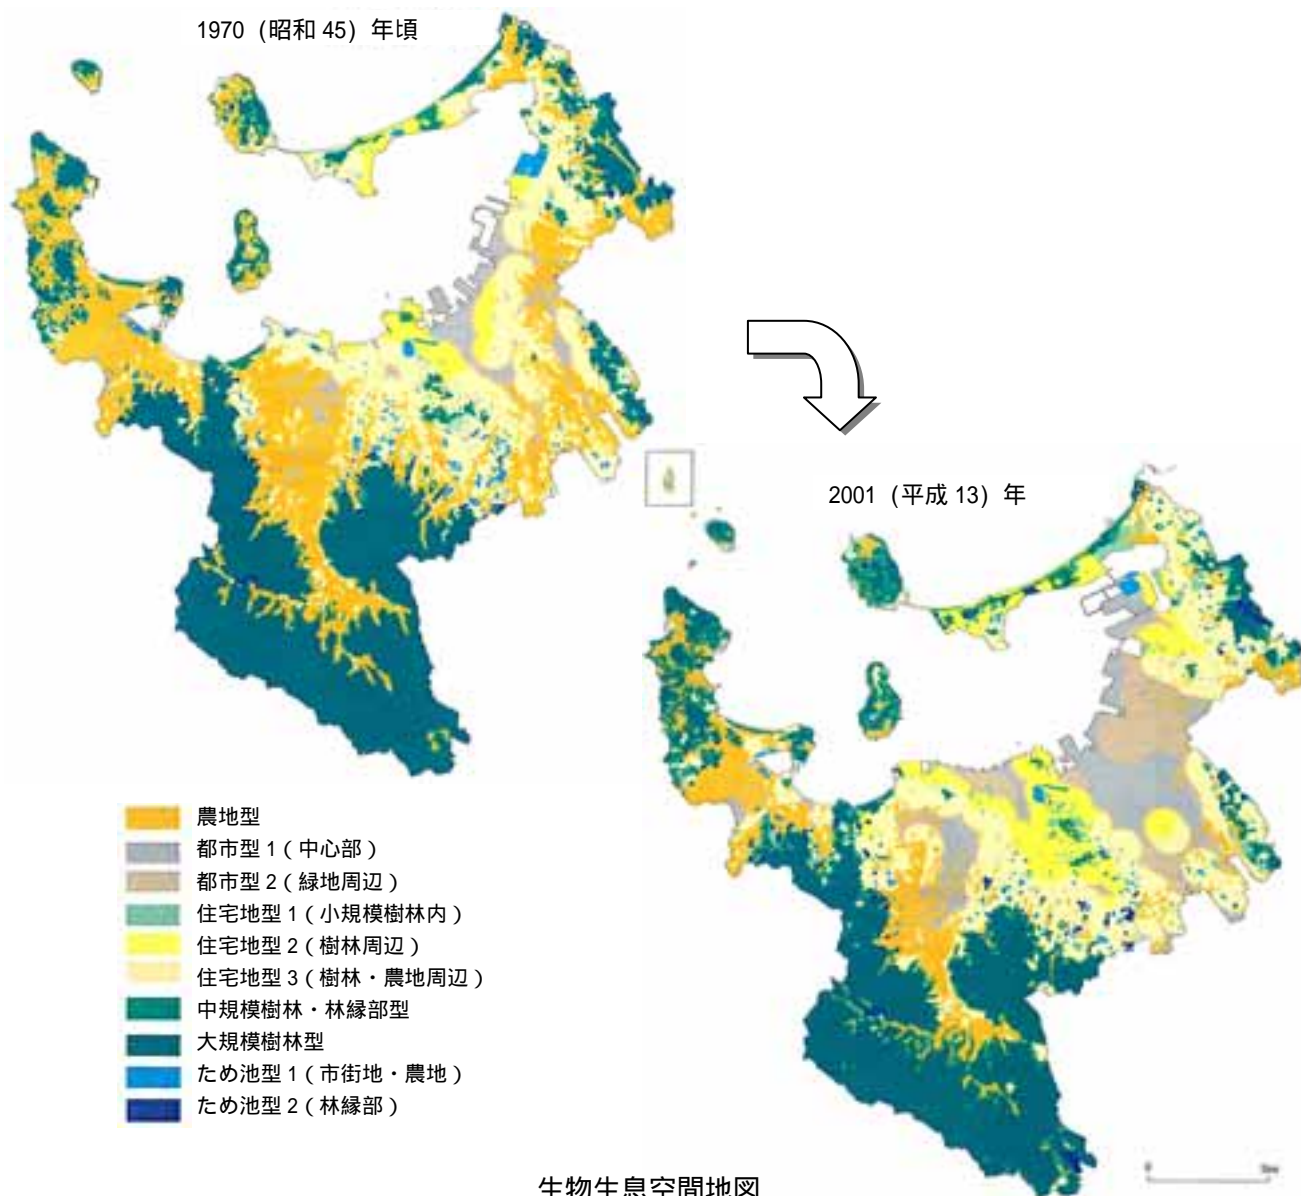 1970（昭和 45）年頃
2001（平成 13）年
農地型
都市型 1（中心部）
都市型 2（緑地周辺）
住宅地型 1（小規模樹林内）
住宅地型 2（樹林周辺）
住宅地型 3（樹林・農地周辺）
中規模樹林・林縁部型
大規模樹林型
ため池型 1（市街地・農地）
ため池型 2（林縁部）
0
生物生息空間地図